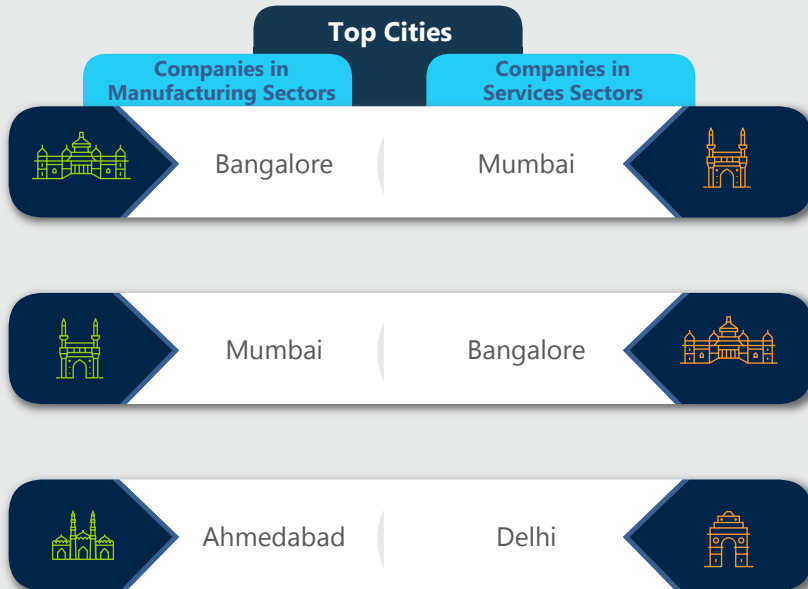 Top Cities
Companies in
Manufacturing Sectors
Companies in
Services Sectors
Bangalore
Mumbai
Mumbai
Bangalore
Ahmedabad
Delhi